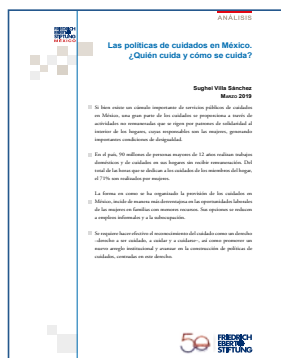 ANÁLISIS
FRIEDRICH
EBERT
STIFTUNG
MÉXICO
Las políticas de cuidados en México.
¿Quién cuida y cómo se cuida?
Sughei Villa Sánchez
Marzo 2019
Si bien existe un cúmulo importante de servicios públicos de cuidados
en México, una gran parte de los cuidados se proporciona a través de
actividades no remuneradas que se rigen por patrones de solidaridad al
interior de los hogares, cuyas responsables son las mujeres, generando
importantes condiciones de desigualdad.
En el país, 90 millones de personas mayores de 12 años realizan trabajos
domésticos y de cuidados en sus hogares sin recibir remuneración. Del
total de las horas que se dedican a los cuidados de los miembros del hogar,
el 71% son realizados por mujeres.
La forma en como se ha organizado la provisión de los cuidados en
México, incide de manera más desventajosa en las oportunidades laborales
de las mujeres en familias con menores recursos. Sus opciones se reducen
a empleos informales y a la subocupación.
Se requiere hacer efectivo el reconocimiento del cuidado como un derecho
–derecho a ser cuidado, a cuidar y a cuidarse–, así como promover un
nuevo arreglo institucional y avanzar en la construcción de políticas de
cuidados, centradas en este derecho.
50
FRIEDRICH
EBERT
STIFTUNG